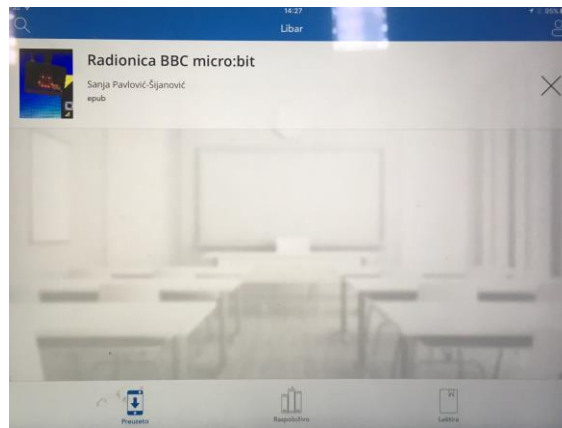 14:27
Libar
Radionica BBC micro:bit
Sanja Pavlović-Šijanović
epub
Preuzeto
Raspoloživo
Lektira